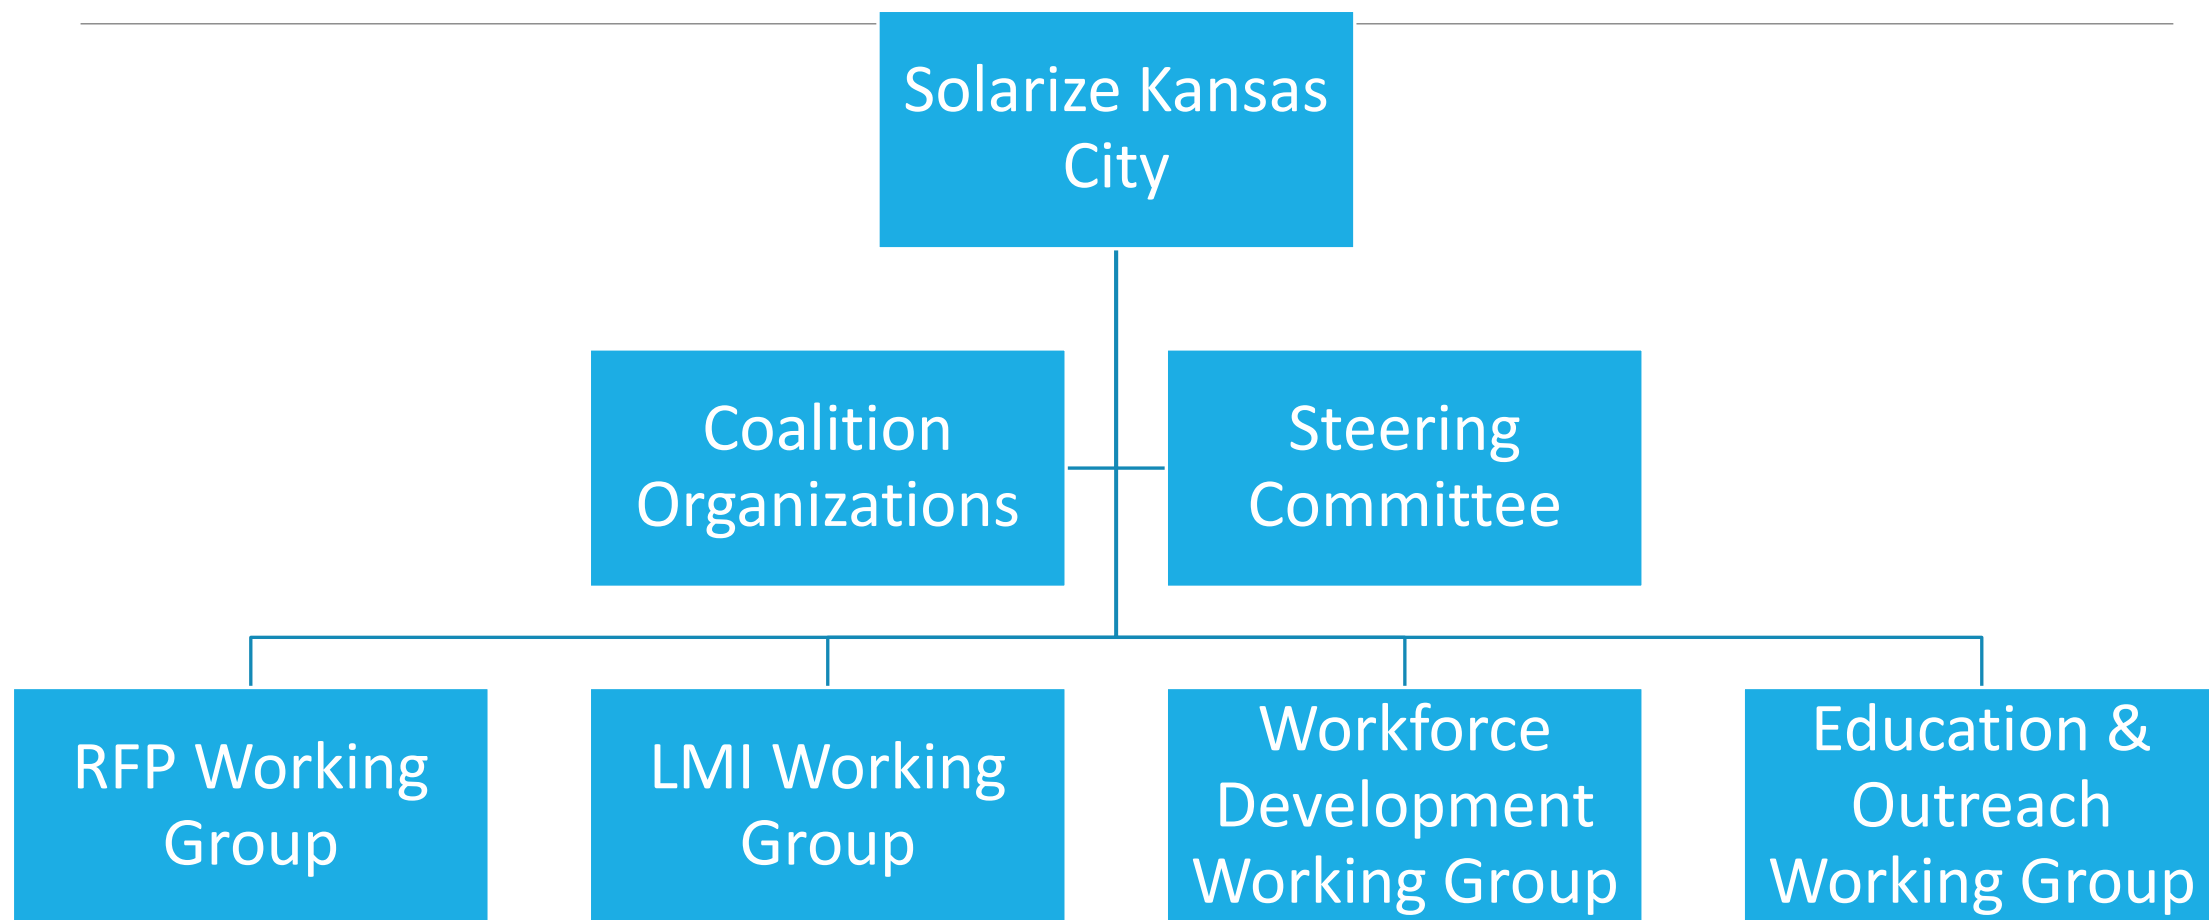 Solarize Kansas
City
Coalition
Organizations
Steering
Committee
RFP Working
Group
LMI Working
Group
Workforce
Development
Working Group
Education &
Outreach
Working Group